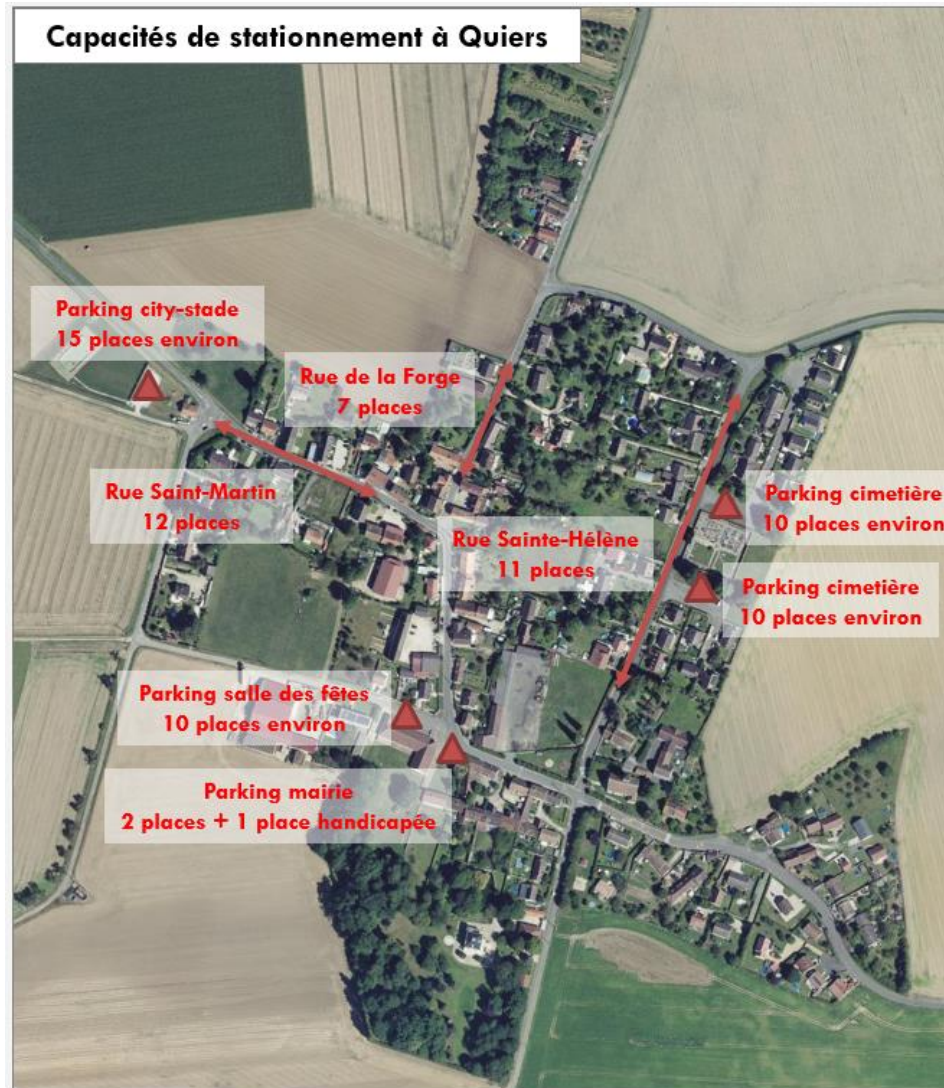 Capacités de stationnement à Quiers
Parking city-stade
15 places environ
Rue de la Forge
7 places
Rue Saint-Martin
12 places
Parking cimetière
10 places environ
Rue Sainte-Hélène
11 places
Parking cimetière
10 places environ
Parking salle des fêtes
10 places environ
Parking mairie
2 places + 1 place handicapée